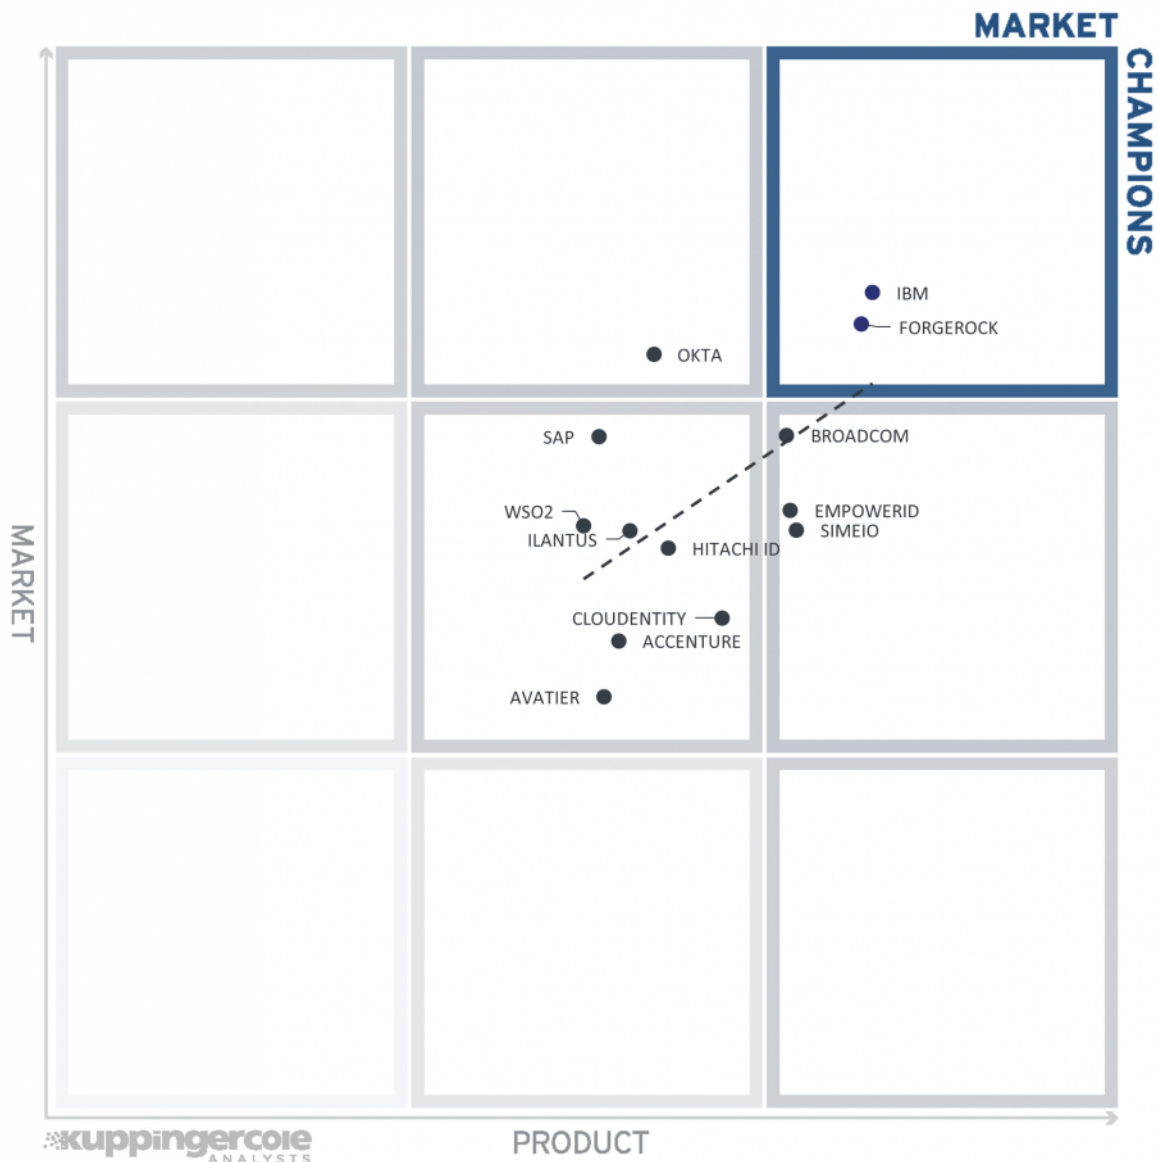 MARKET
CHAMPIONS
IBM
FORGEROCK
OKTA
SAP
BROADCOM
WSO2
EMPOWERID
ILANTUS
SIMEIO
HITACHI ID
CLOUDENTITY
ACCENTURE
AVATIER
MARKET
PRODUCT
kuppingercole
ANALYSTS